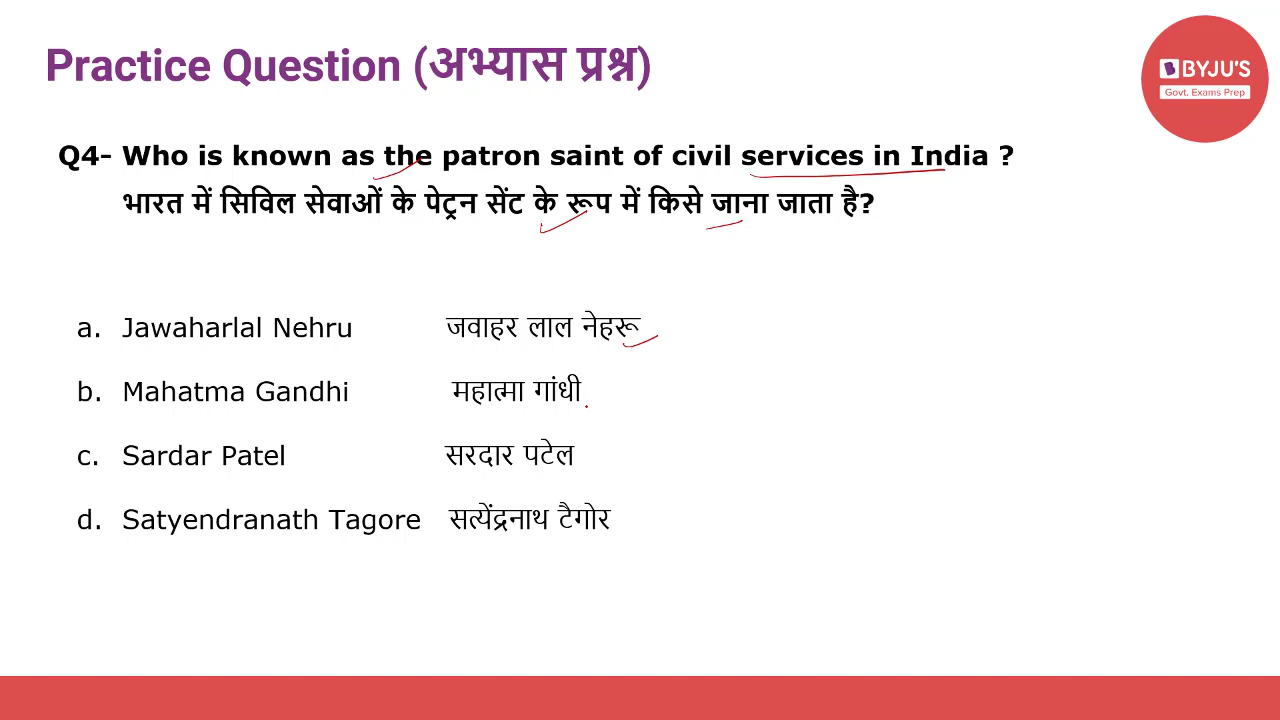 Practice Question (अभ्यास प्रश्न)
BYJU'S
Govt. Exams Prep
Q4- Who is known as the patron saint of civil services in India ?
भारत में सिविल सेवाओं के पेट्रन सेंट के रूप में किसे जाना जाता है?
a. Jawaharlal Nehru जवाहर लाल नेहरू
b. Mahatma Gandhi महात्मा गांधी
c. Sardar Patel सरदार पटेल
d. Satyendranath Tagore सत्येंद्रनाथ टैगोर